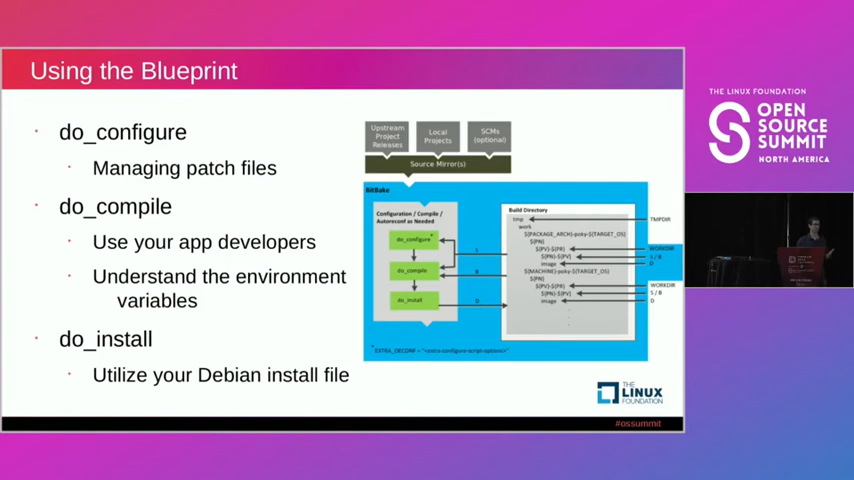 Using the Blueprint
do_configure
Managing patch files
do_compile
Use your app developers
Understand the environment
variables
do_install
Utilize your Debian install file
Upstream
Project
Releases
Local
Projects
SCMs
(optional)
Source Mirror(s)
BitBake
Configuration / Compile /
Autoreconf as Needed
do_configure
*
do_compile
do_install
S
B
D
Build Directory
tmp
work
${PACKAGE_ARCH}-poky-${TARGET_OS}
${PN}
${PV}-${PR}
${PN}-${PV}
image
${MACHINE}-poky-${TARGET_OS}
${PN}
${PV}-${PR}
${PN}-${PV}
image
TMPDIR
WORKDIR
S / B
D
WORKDIR
S / B
D
* EXTRA_OECONF = "<extra-configure-script-options>"
THE
LINUX
FOUNDATION
#ossummit
THE LINUX FOUNDATION
OPEN
SOURCE
SUMMIT
NORTH AMERICA